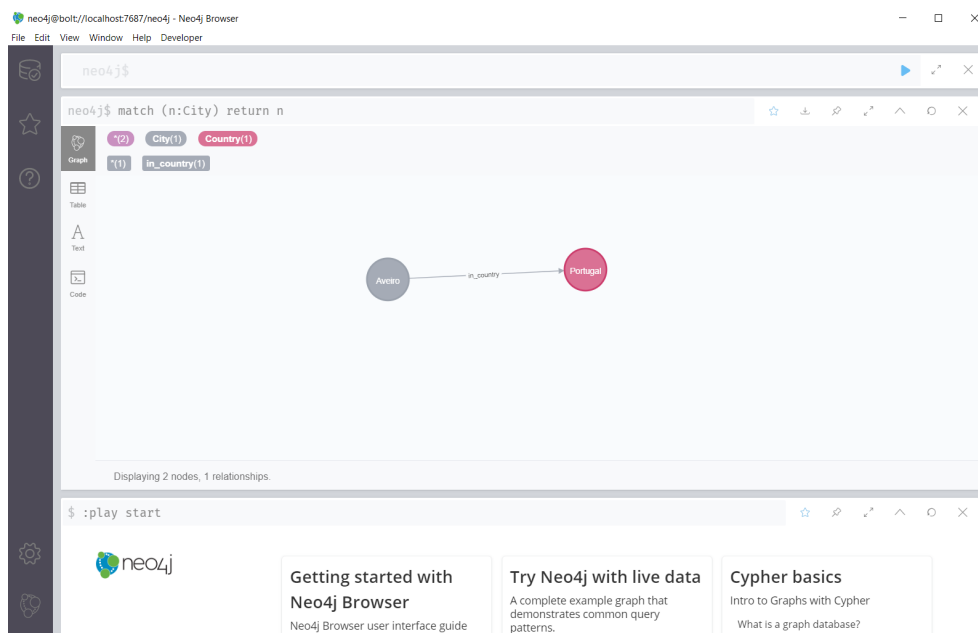 neo4j@bolt://localhost:7687/neo4j - Neo4j Browser
File Edit View Window Help Developer
neo4j$
neo4j$ match (n:City) return n
*(2) City(1) Country(1)
*(1) in_country(1)
Graph
Table
Text
Code
Aveiro
in_country
Portugal
Displaying 2 nodes, 1 relationships.
$ :play start
neo4j
Getting started with
Neo4j Browser
Neo4j Browser user interface guide
Try Neo4j with live data
A complete example graph that
demonstrates common query
patterns.
Cypher basics
Intro to Graphs with Cypher
What is a graph database?